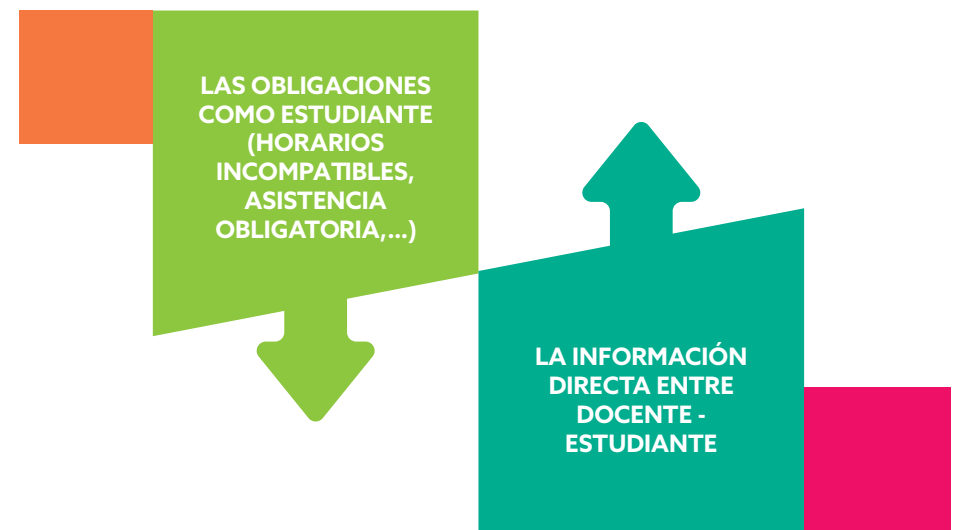 LAS OBLIGACIONES
COMO ESTUDIANTE
(HORARIOS
INCOMPATIBLES,
ASISTENCIA
OBLIGATORIA,...)
LA INFORMACIÓN
DIRECTA ENTRE
DOCENTE -
ESTUDIANTE